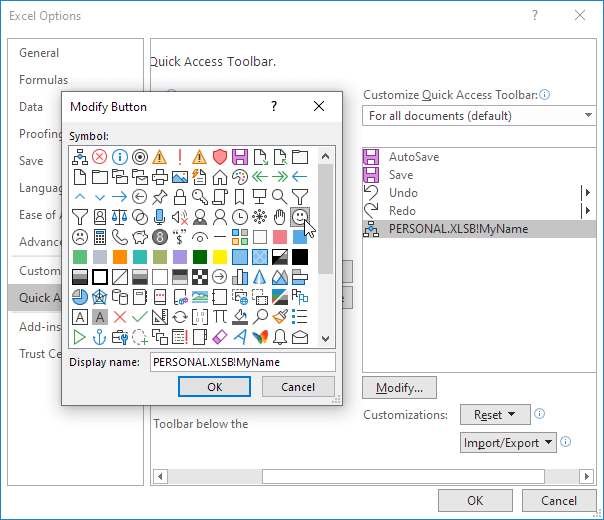 Excel Options
General
Formulas
Data
Proofing
Save
Languag
Ease of A
Advance
Custom
Quick A
Add-ins
Trust Ce
Quick Access Toolbar.
Customize Quick Access Toolbar:
For all documents (default)
AutoSave
Save
Undo
Redo
PERSONAL.XLSB!MyName
Modify Button
?
Symbol:
Display name: PERSONAL.XLSB!MyName
OK Cancel
Modify...
Customizations: Reset
Import/Export
Toolbar below the
OK Cancel